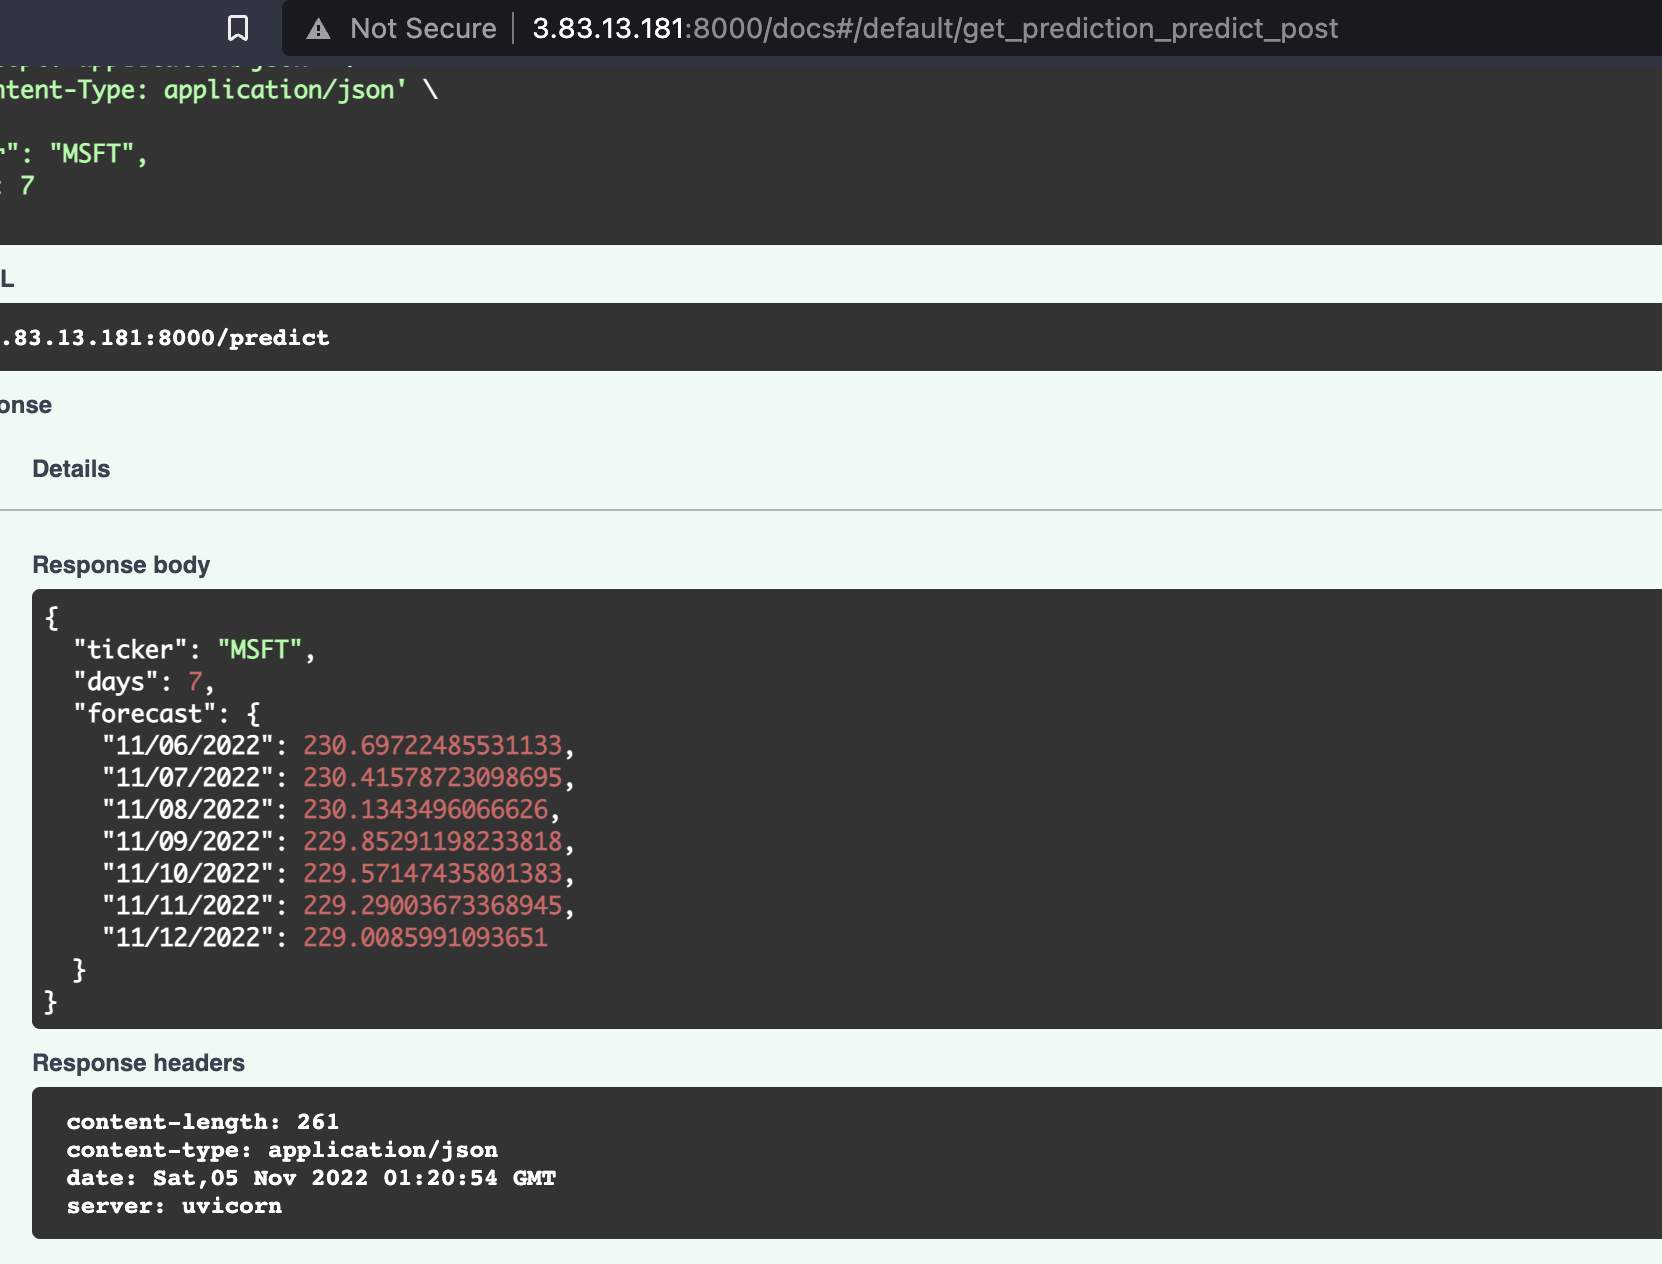 Not Secure 3.83.13.181:8000/docs#/default/get_prediction_predict_post
ntent-Type: application/json' \
r": "MSFT",
: 7
L
.83.13.181:8000/predict
onse
Details
Response body
{
"ticker": "MSFT",
"days": 7,
"forecast": {
"11/06/2022": 230.69722485531133,
"11/07/2022": 230.41578723098695,
"11/08/2022": 230.1343496066626,
"11/09/2022": 229.85291198233818,
"11/10/2022": 229.57147435801383,
"11/11/2022": 229.29003673368945,
"11/12/2022": 229.0085991093651
}
}
Response headers
content-length: 261
content-type: application/json
date: Sat,05 Nov 2022 01:20:54 GMT
server: uvicorn